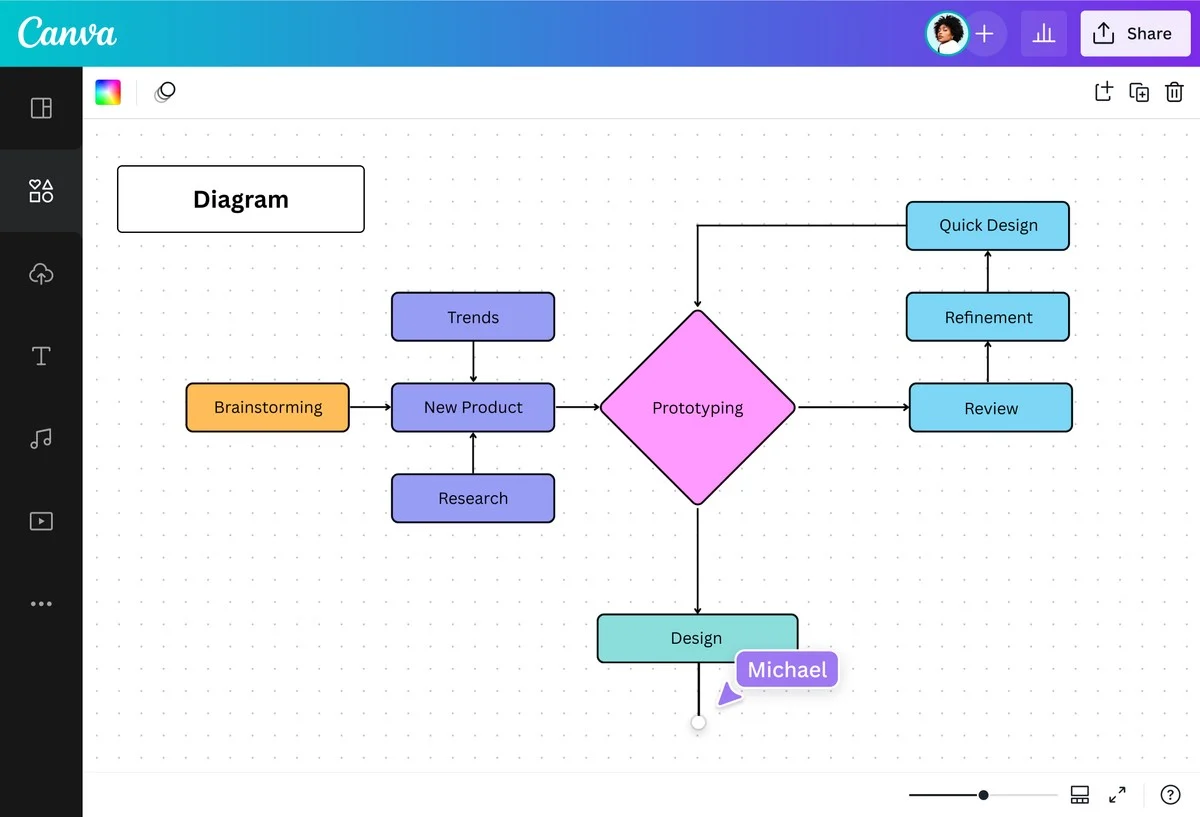 Canva
Share
Diagram
Quick Design
Trends
Refinement
Brainstorming
New Product
Prototyping
Review
Research
Design
Michael